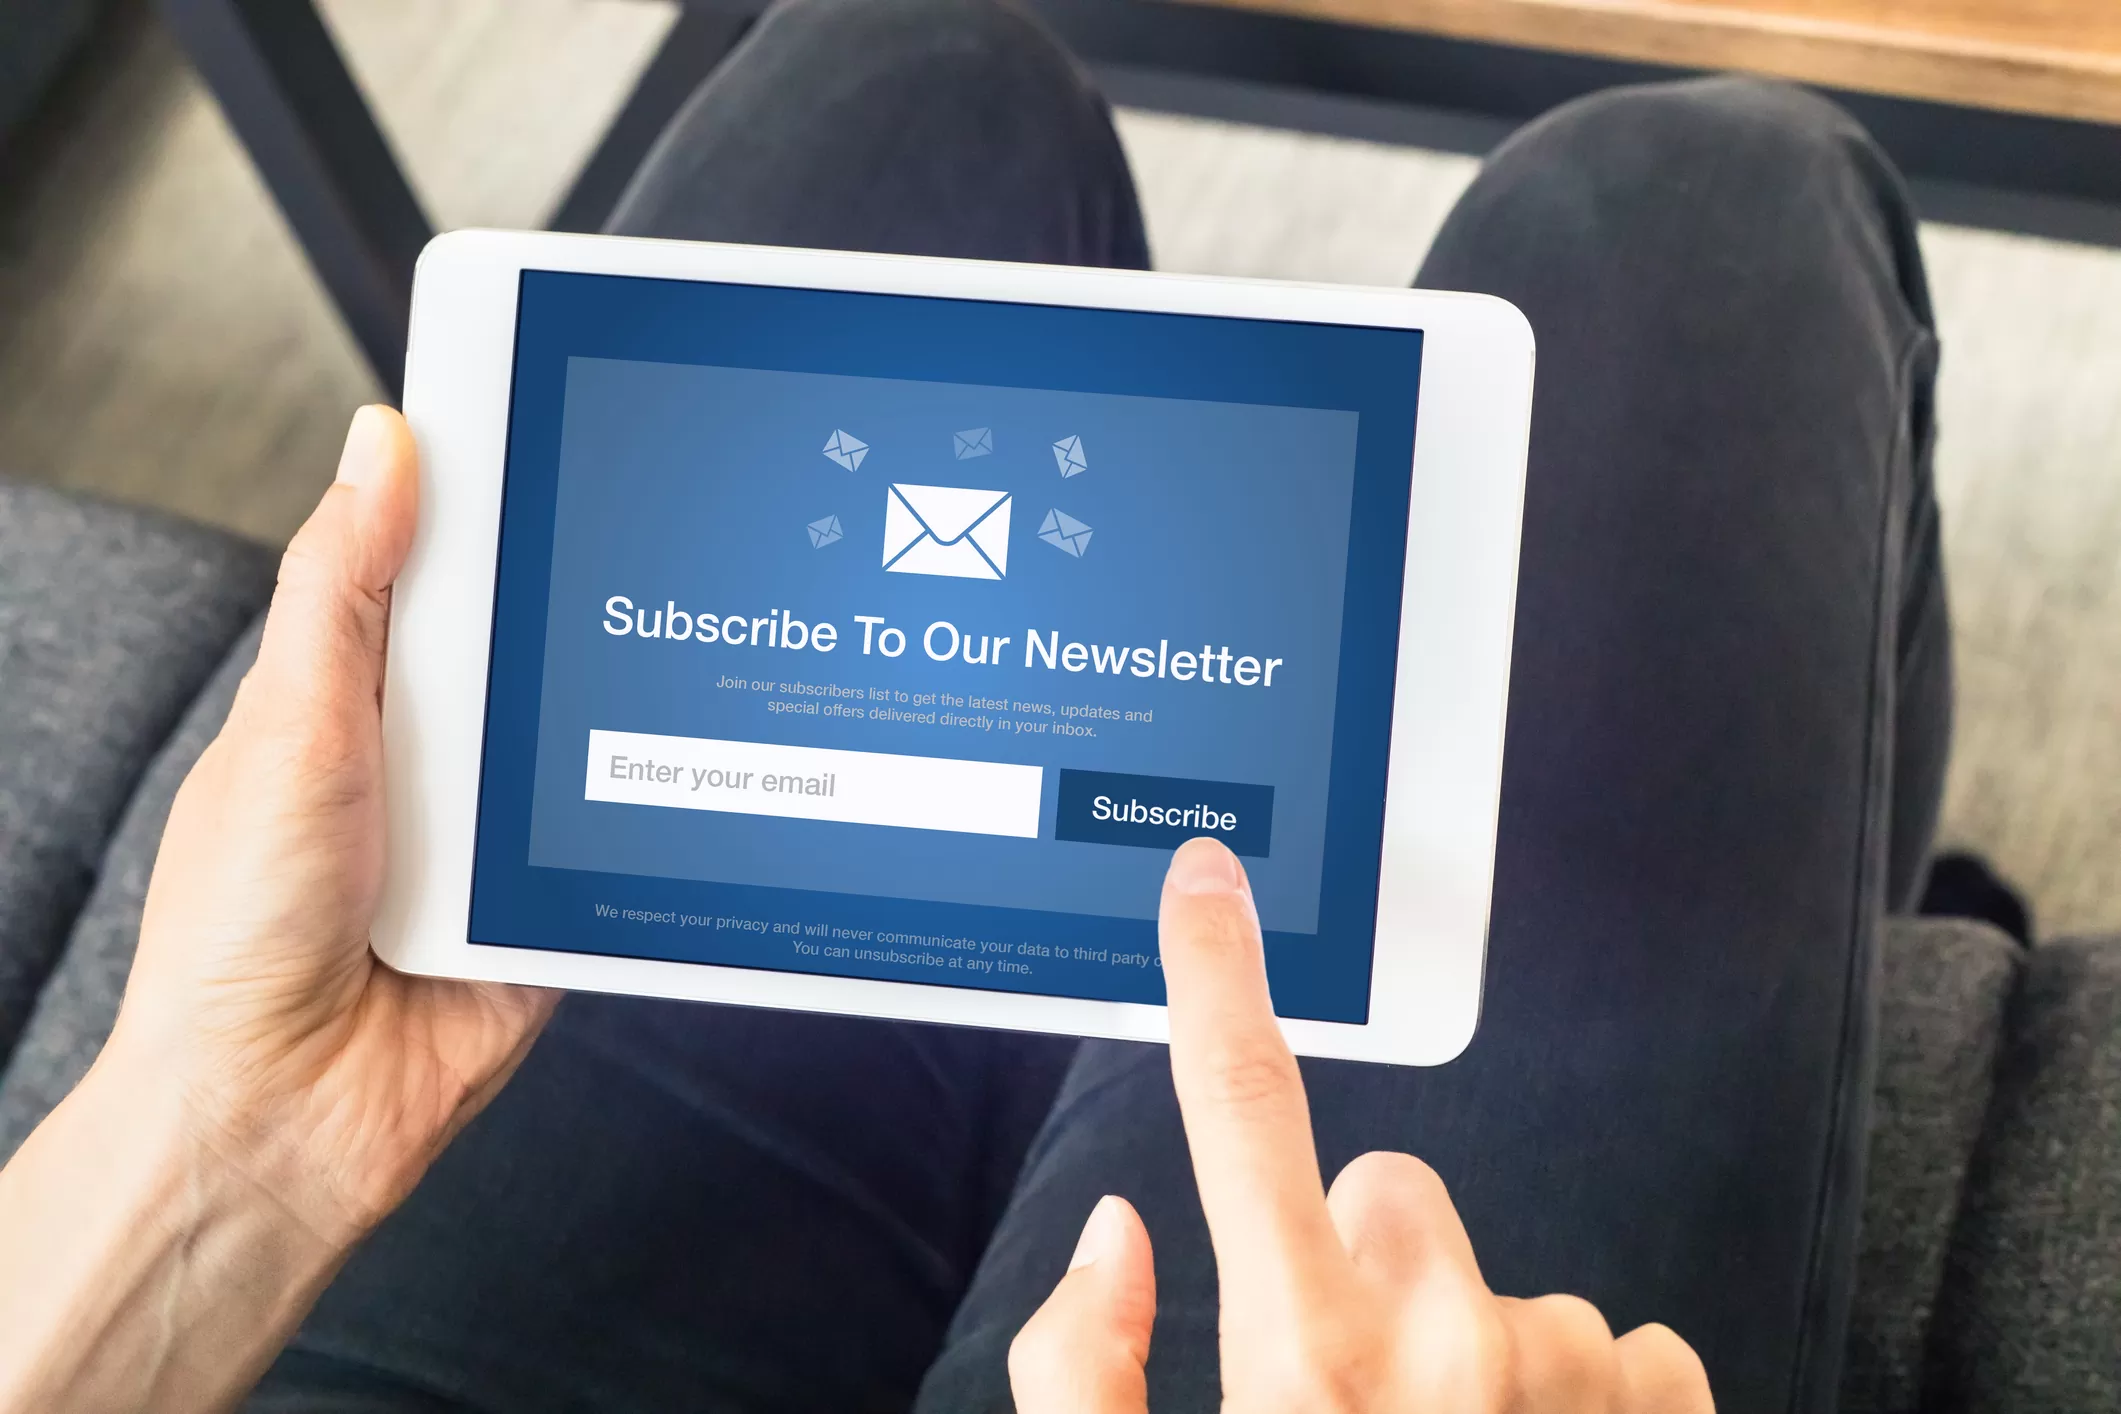 Subscribe To Our Newsletter
Join our subscribers list to get the latest news, updates and
special offers delivered directly in your inbox.
Enter your email
Subscribe
We respect your privacy and will never communicate your data to third party
You can unsubscribe at any time.